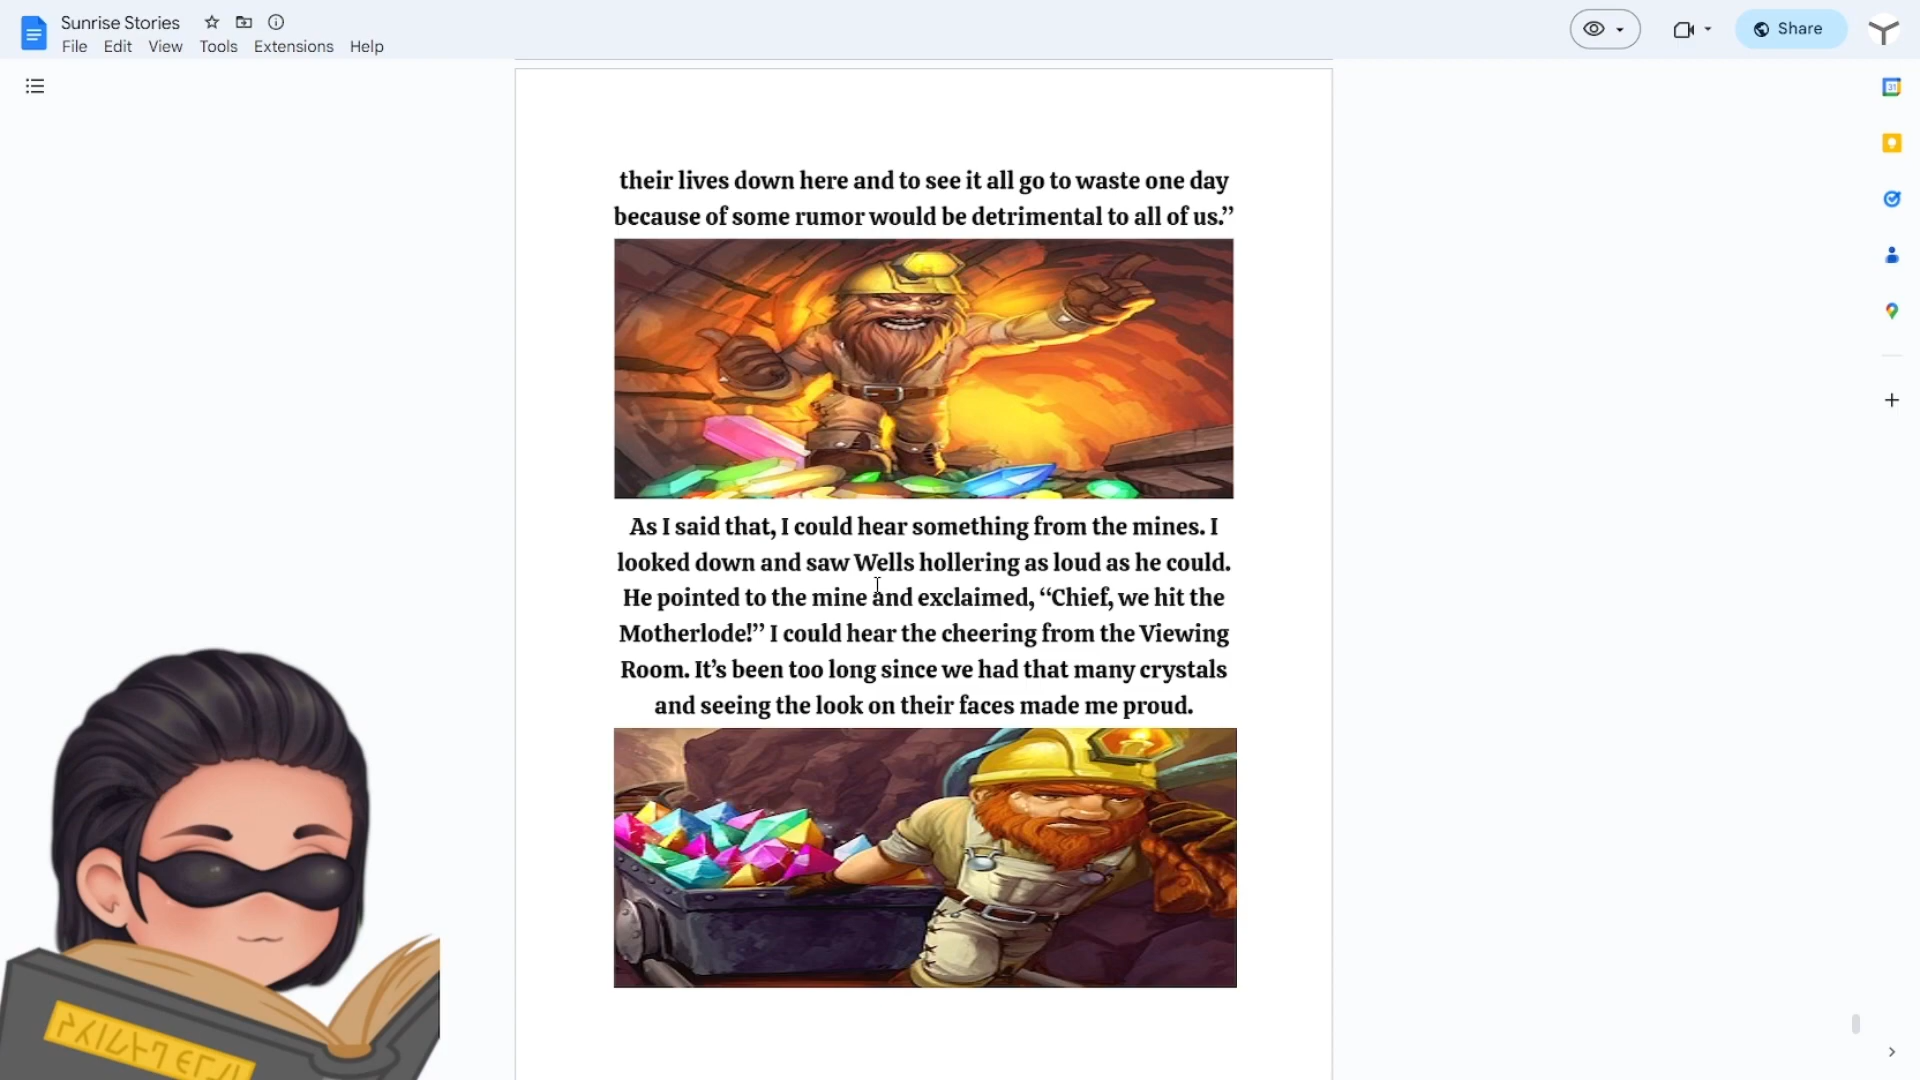 Sunrise Stories
File Edit View Tools Extensions Help
Share
31
their lives down here and to see it all go to waste one day
because of some rumor would be detrimental to all of us.”
As I said that, I could hear something from the mines. I
looked down and saw Wells hollering as loud as he could.
He pointed to the mine and exclaimed, “Chief, we hit the
Motherlode!” I could hear the cheering from the Viewing
Room. It’s been too long since we had that many crystals
and seeing the look on their faces made me proud.